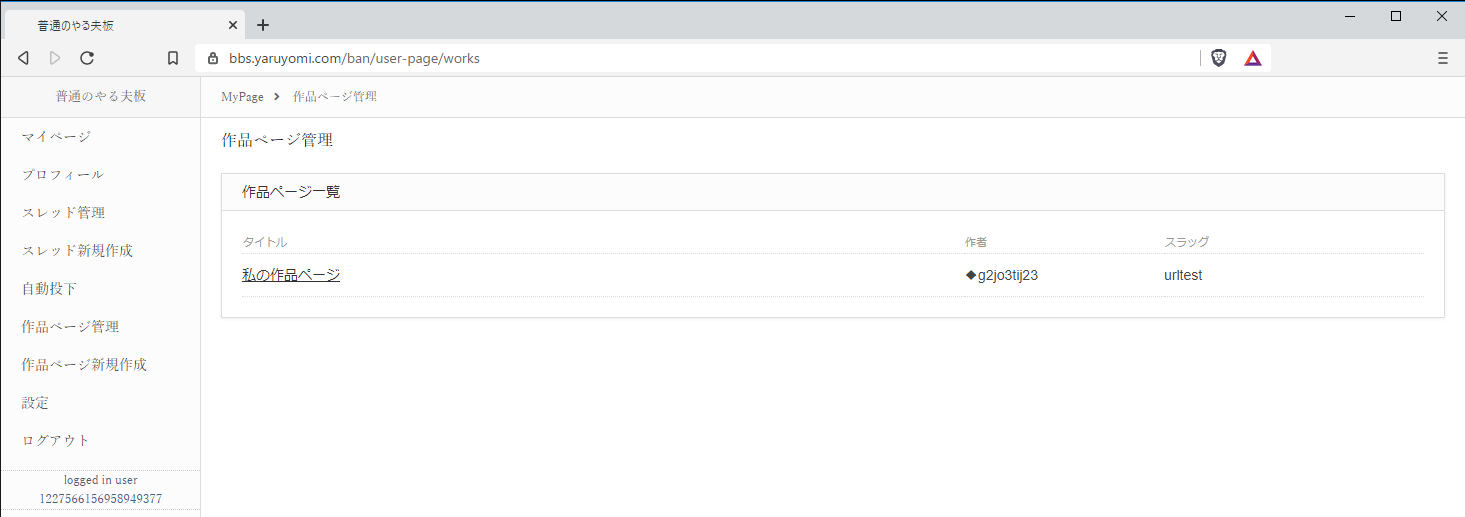 普通のやる夫板
bbs.yaruyomi.com/ban/user-page/works
普通のやる夫板
MyPage 作品ページ管理
マイページ
作品ページ管理
プロフィール
作品ページ一覧
スレッド管理
タイトル 作者 スラッグ
スレッド新規作成
私の作品ページ ◆g2jo3tij23 urltest
自動投下
作品ページ管理
作品ページ新規作成
設定
ログアウト
logged in user
1227566156958949377